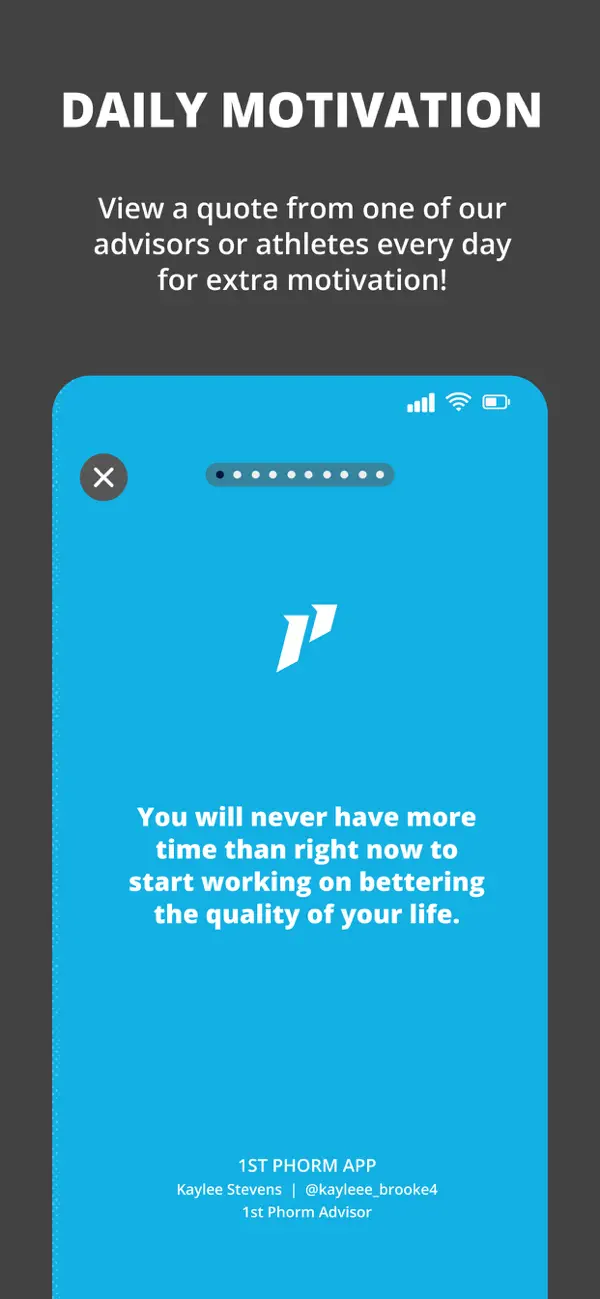 DAILY MOTIVATION
View a quote from one of our
advisors or athletes every day
for extra motivation!
You will never have more
time than right now to
start working on bettering
the quality of your life.
1ST PHORM APP
Kaylee Stevens | @kayleee_brooke4
1st Phorm Advisor